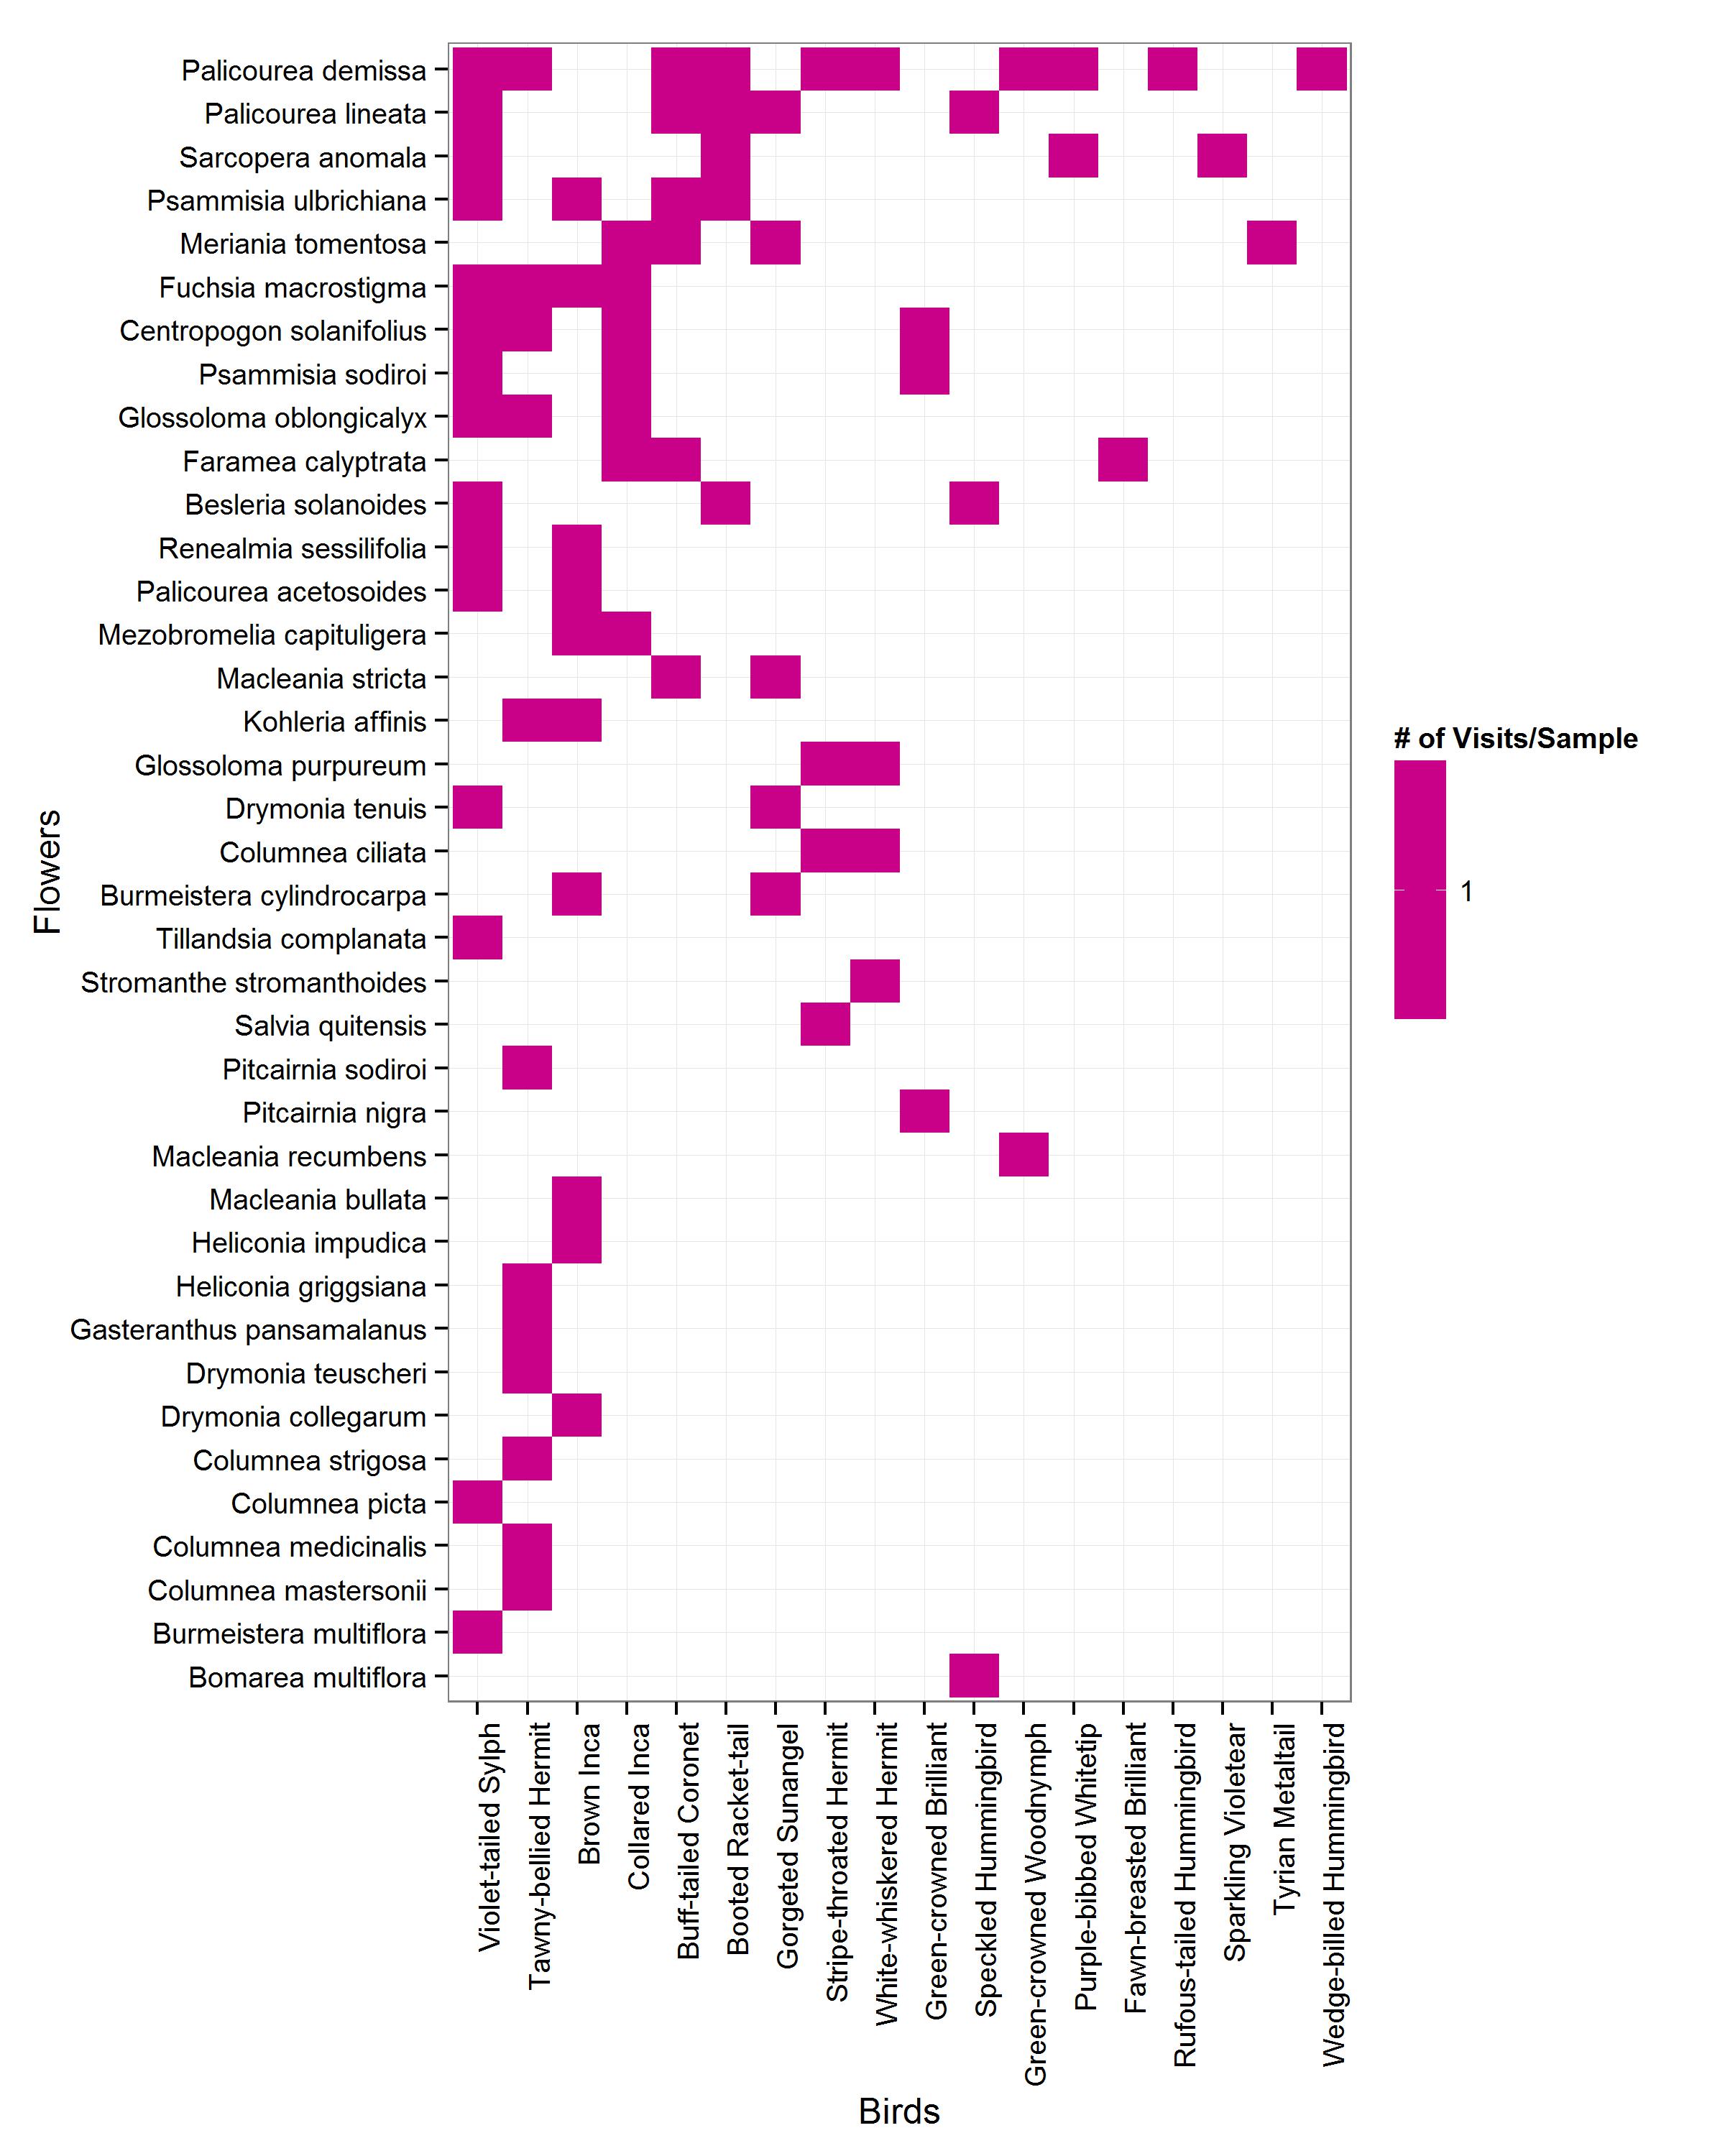 Palicourea demissa
Palicourea lineata
Sarcopera anomala
Psammisia ulbrichiana
Meriania tomentosa
Fuchsia macrostigma
Centropogon solanifolius
Psammisia sodiroi
Glossoloma oblongicalyx
Faramea calyptrata
Besleria solanoides
Renealmia sessilifolia
Palicourea acetosoides
Mezobromelia capituligera
Macleania stricta
Kohleria affinis
Glossoloma purpureum
Drymonia tenuis
Columnea ciliata
Burmeistera cylindrocarpa
Tillandsia complanata
Stromanthe stromanthoides
Salvia quitensis
Pitcairnia sodiroi
Pitcairnia nigra
Macleania recumbens
Macleania bullata
Heliconia impudica
Heliconia griggsiana
Gasteranthus pansamalanus
Drymonia teuscheri
Drymonia collegarum
Columnea strigosa
Columnea picta
Columnea medicinalis
Columnea mastersonii
Burmeistera multiflora
Bomarea multiflora
Flowers
Violet-tailed Sylph
Tawny-bellied Hermit
Brown Inca
Collared Inca
Buff-tailed Coronet
Booted Racket-tail
Gorgeted Sunangel
Stripe-throated Hermit
White-whiskered Hermit
Green-crowned Brilliant
Speckled Hummingbird
Green-crowned Woodnymph
Purple-bibbed Whitetip
Fawn-breasted Brilliant
Rufous-tailed Hummingbird
Sparkling Violetear
Tyrian Metaltail
Wedge-billed Hummingbird
Birds
# of Visits/Sample
1